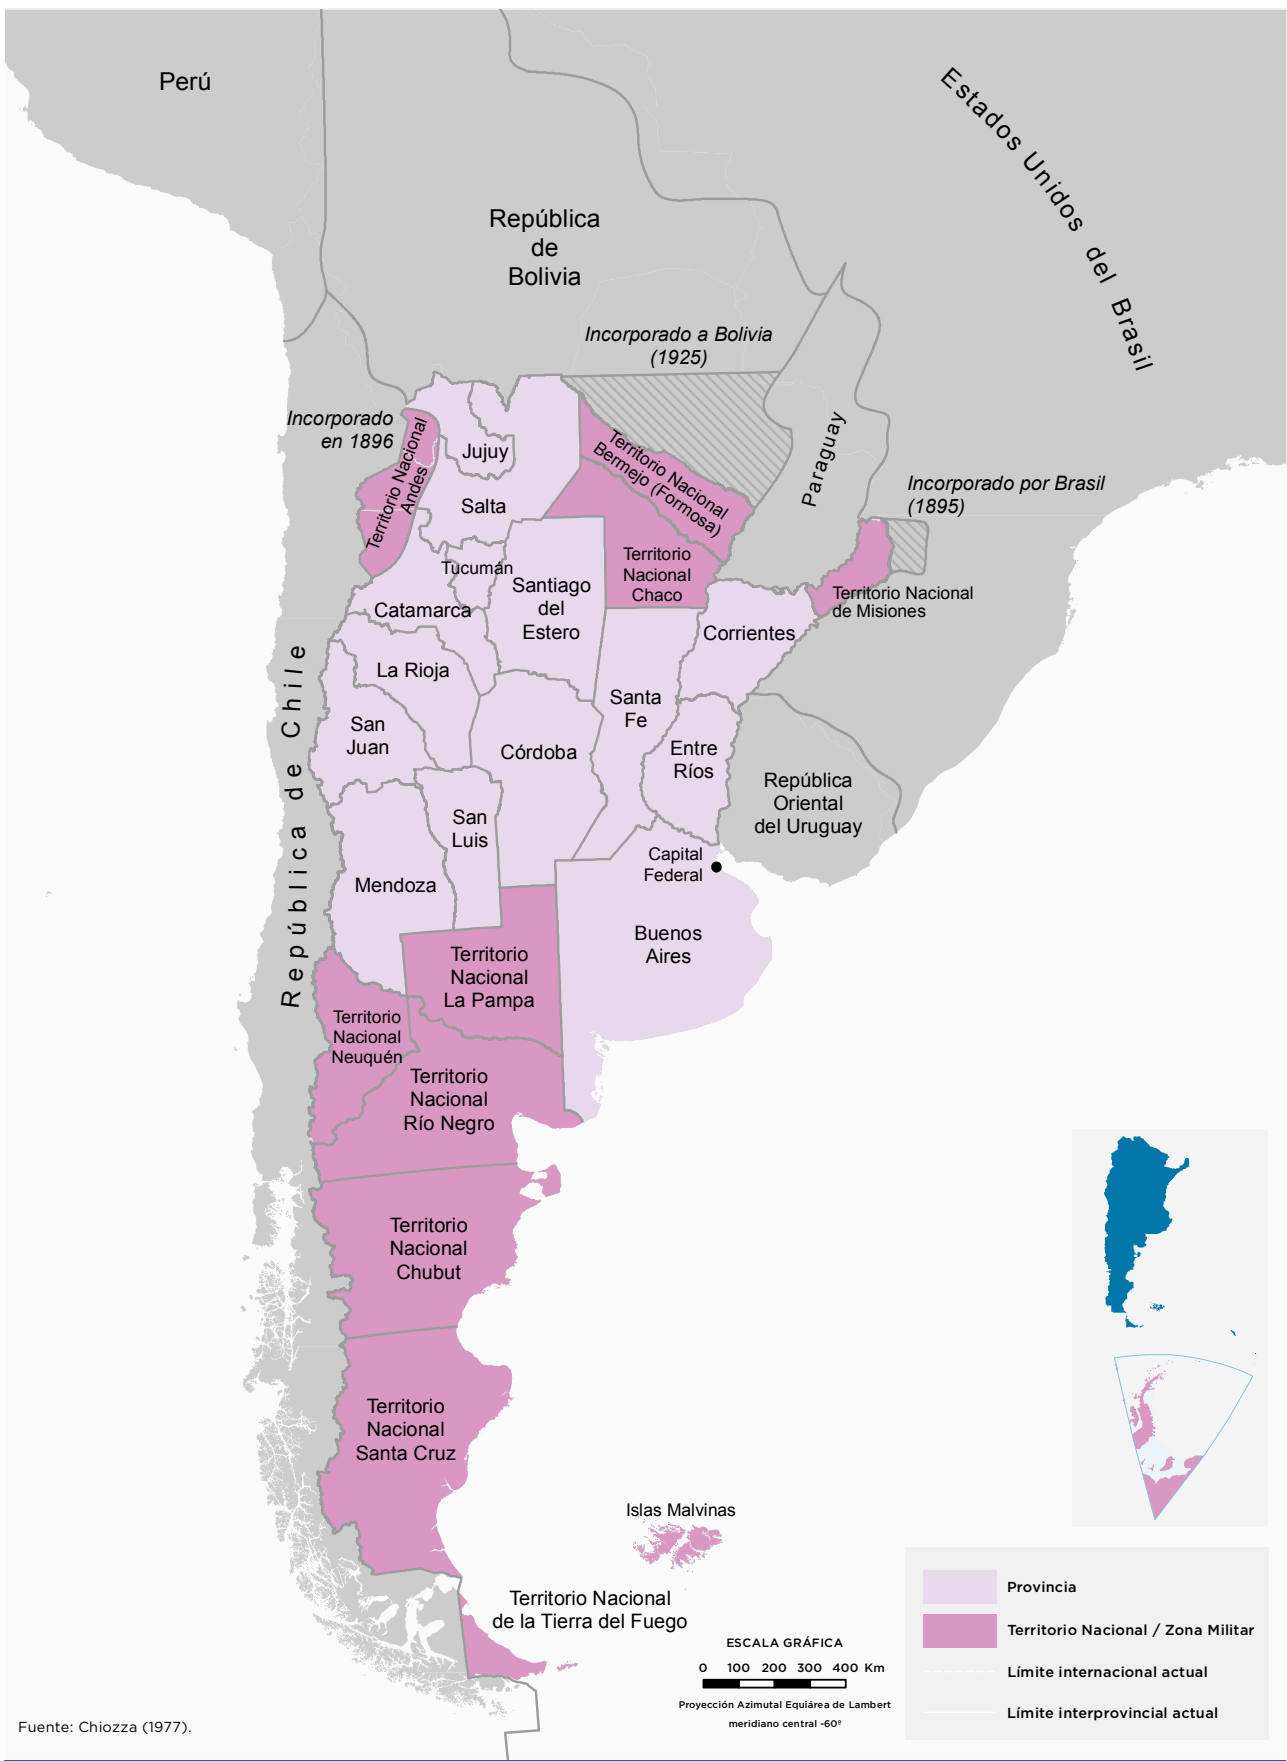 Perú
Estados Unidos del Brasil
República
de
Bolivia
Incorporado a Bolivia
(1925)
Incorporado
en 1896
Territorio Nacional
Andes
Jujuy
Salta
Territorio Nacional
Bermejo (Formosa)
Paraguay
Incorporado por Brasil
(1895)
Territorio
Nacional
Chaco
Tucumán
Santiago
del
Estero
Catamarca
Territorio Nacional
de Misiones
Corrientes
La Rioja
República de Chile
San
Juan
Santa
Fe
Córdoba
Entre
Ríos
República
Oriental
del Uruguay
San
Luis
Capital
Federal
Mendoza
Buenos
Aires
Territorio
Nacional
La Pampa
Territorio
Nacional
Neuquén
Territorio
Nacional
Río Negro
Territorio
Nacional
Chubut
Territorio
Nacional
Santa Cruz
Islas Malvinas
Territorio Nacional
de la Tierra del Fuego
Provincia
Territorio Nacional / Zona Militar
Límite internacional actual
Límite interprovincial actual
ESCALA GRÁFICA
0 100 200 300 400 Km
Proyección Azimutal Equiárea de Lambert
meridiano central -60º
Fuente: Chiozza (1977).